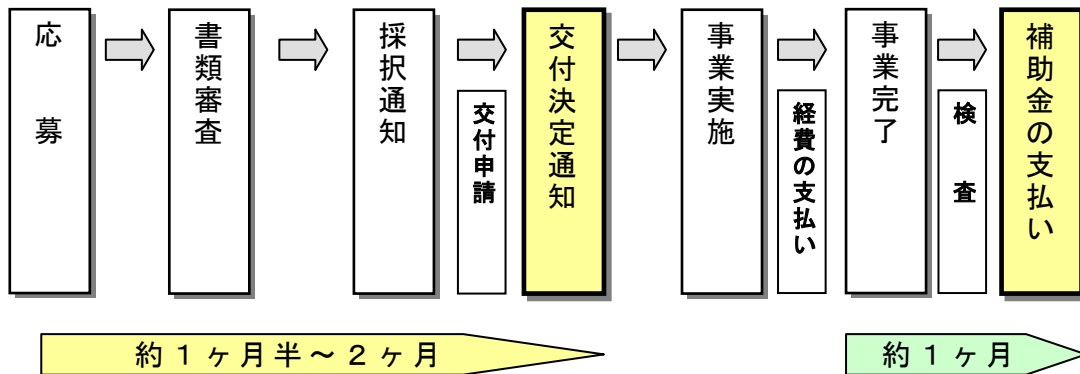 応募
書類審査
採択通知
交付申請
交付決定通知
事業実施
経費の支払い
事業完了
検査
補助金の支払い
約１ヶ月半～２ヶ月
約１ヶ月